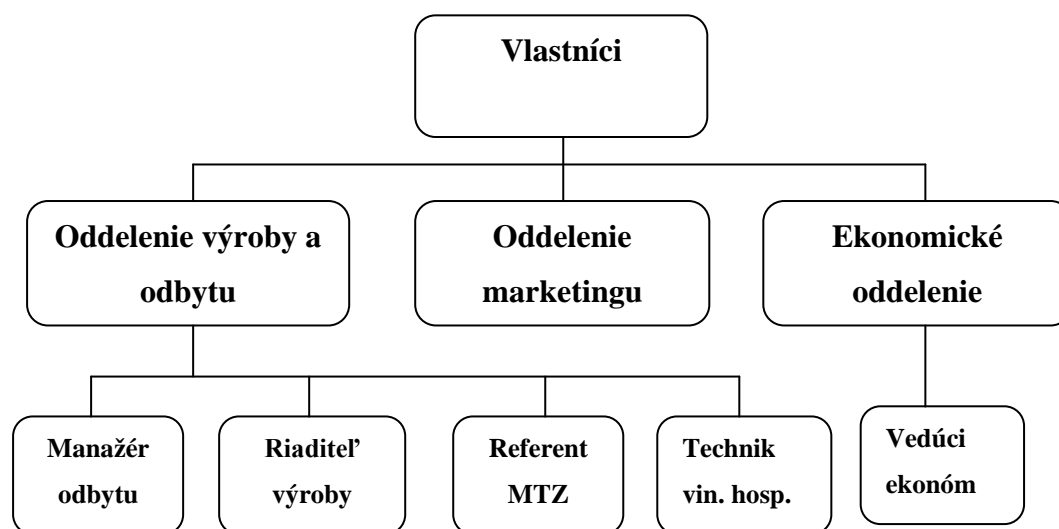 Vlastníci
Oddelenie výroby a
odbytu
Oddelenie
marketingu
Ekonomické
oddelenie
Manažér
odbytu
Riaditeľ
výroby
Referent
MTZ
Technik
vin. hosp.
Vedúci
ekonóm